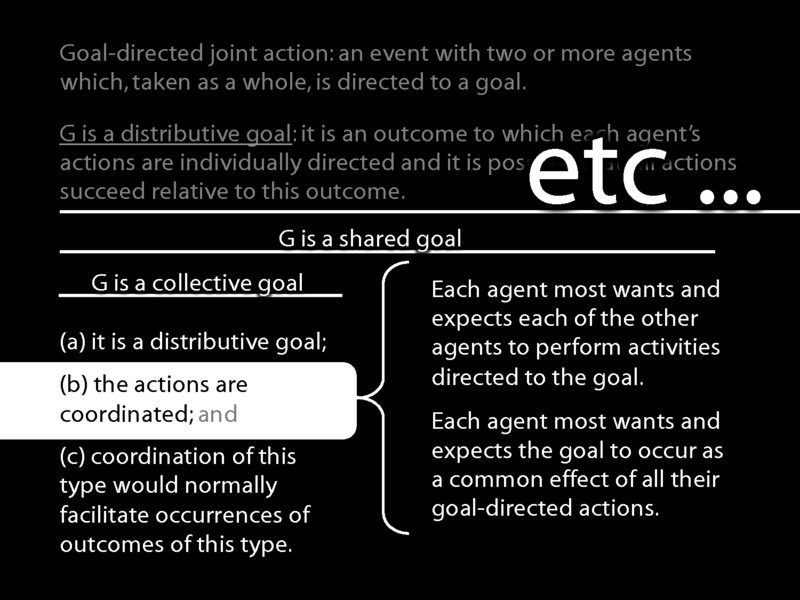 Goal-directed joint action: an event with two or more agents
which, taken as a whole, is directed to a goal.
G is a distributive goal: it is an outcome to which each agent's
actions are individually directed and it is actions
succeed relative to this outcome.
etc ...
G is a shared goal
G is a collective goal
(a) it is a distributive goal;
(b) the actions are
coordinated; and
(c) coordination of this
type would normally
facilitate occurrences of
outcomes of this type.
Each agent most wants and
expects each of the other
agents to perform activities
directed to the goal.
Each agent most wants and
expects the goal to occur as
a common effect of all their
goal-directed actions.